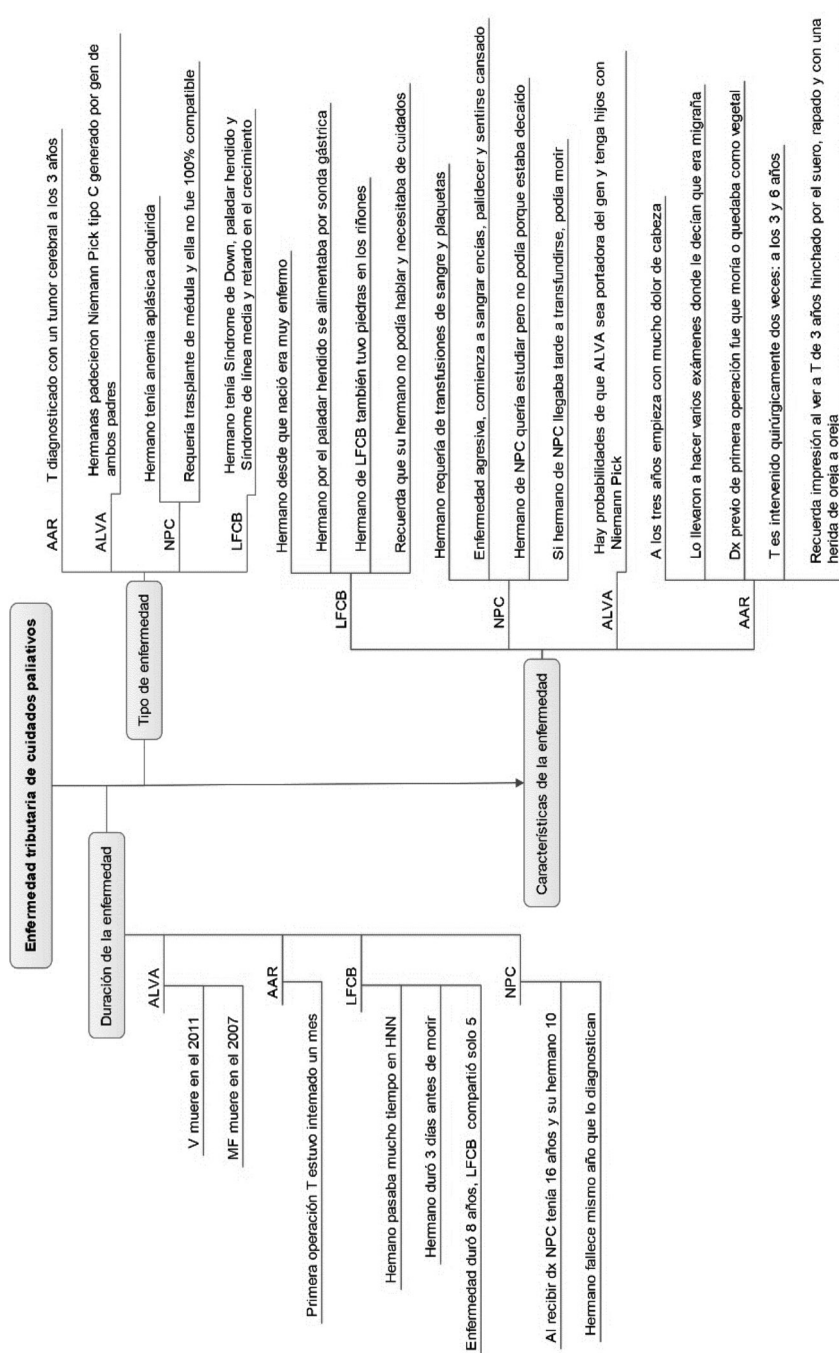 Enfermedad tributaria de cuidados paliativos
Duración de la enfermedad
ALVA
V muere en el 2011
MF muere en el 2007
AAR
Primera operación T estuvo internado un mes
LFCB
Hemano pasaba mucho tiempo en HNN
Hermano duró 3 días antes de morir
Enfermedad duró 8 años, LFCB compartió solo 5
NPC
Al recibir dx NPC tenía 16 años y su hermano 10
Hermano fallece mismo año que lo diagnostican
Tipo de enfermedad
AAR
T diagnosticado con un tumor cerebral a los 3 años
ALVA
Hermanas padecieron Niemann Pick tipo C generado por gen de
ambos padres
NPC
Hermano tenía anemia aplásica adquirida
Requería trasplante de médula y ella no fue 100% compatible
LFCB
Hermano tenía Síndrome de Down, paladar hendido y
Síndrome de línea media y retardo en el crecimiento
Características de la enfermedad
LFCB
Hermano desde que nació era muy enfermo
Hermano por el paladar hendido se alimentaba por sonda gástrica
Hermano de LFCB también tuvo piedras en los riñones
Recuerda que su hermano no podía hablar y necesitaba de cuidados
NPC
Hermano requería de transfusiones de sangre y plaquetas
Enfermedad agresiva, comienza a sangrar encías, palidecer y sentirse cansado
Hermano de NPC quería estudiar pero no podía porque estaba decaído
Si hermano de NPC llegaba tarde a transfundirse, podía morir
ALVA
Hay probabilidades de que ALVA sea portadora del gen y tenga hijos con
Niemann Pick
AAR
A los tres años empieza con mucho dolor de cabeza
Lo llevaron a hacer varios exámenes donde le decían que era migraña
Dx previo de primera operación fue que moría o quedaba como vegetal
T es intervenido quirúrgicamente dos veces: a los 3 y 6 años
Recuerda impresión al ver a T de 3 años hinchado por el suero, rapado y con una
herida de oreja a oreja